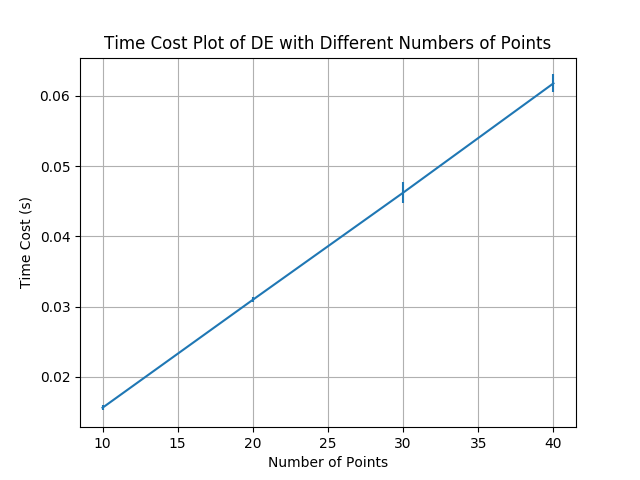 Time Cost Plot of DE with Different Numbers of Points
0.06
0.05
0.04
0.03
0.02
Time Cost (s)
10 15 20 25 30 35 40
Number of Points